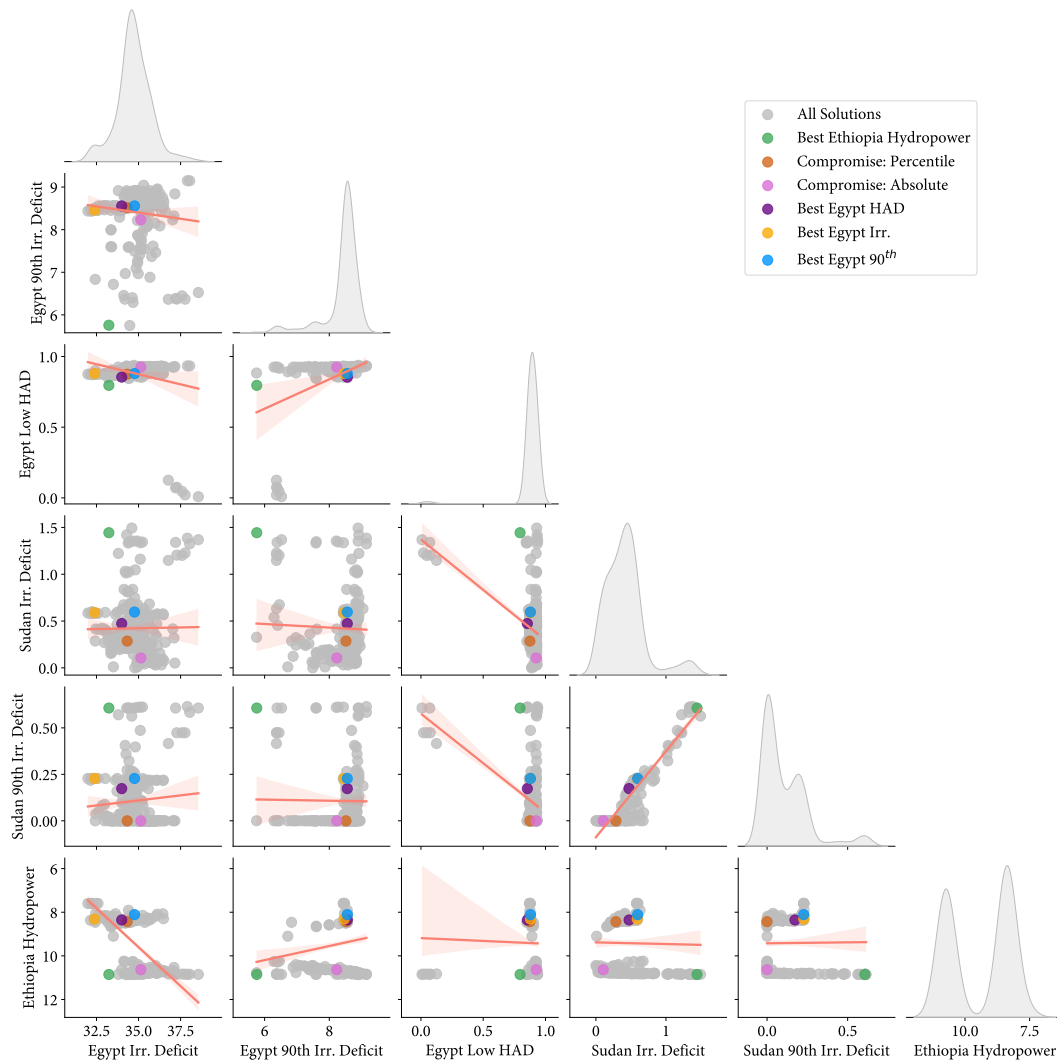 All Solutions
Best Ethiopia Hydropower
Compromise: Percentile
Compromise: Absolute
Best Egypt HAD
Best Egypt Irr.
Best Egypt 90th
Egypt 90th Irr. Deficit
9
8
7
6
Egypt Low HAD
1.0
0.5
0.0
Sudan Irr. Deficit
1.5
1.0
0.5
0.0
Sudan 90th Irr. Deficit
0.50
0.25
0.00
Ethiopia Hydropower
6
8
10
12
32.5 35.0 37.5
Egypt Irr. Deficit
6 8
Egypt 90th Irr. Deficit
0.0 0.5 1.0
Egypt Low HAD
0 1
Sudan Irr. Deficit
0.0 0.5
Sudan 90th Irr. Deficit
10.0 7.5
Ethiopia Hydropower